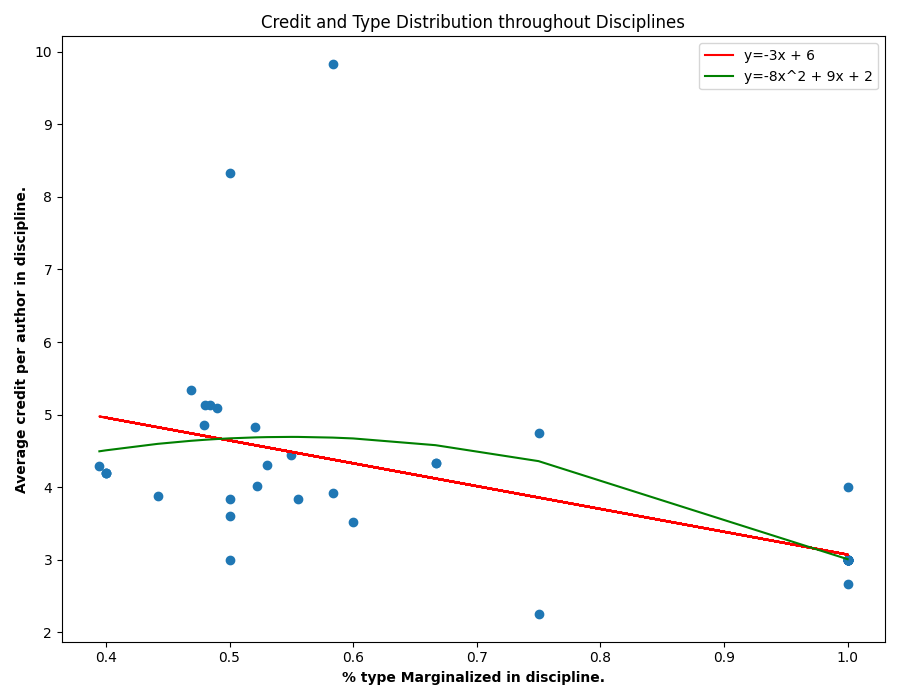 Credit and Type Distribution throughout Disciplines
y=-3x + 6
y=-8x^2 + 9x + 2
10
9
8
7
6
5
4
3
2
Average credit per author in discipline.
0.4 0.5 0.6 0.7 0.8 0.9 1.0
% type Marginalized in discipline.